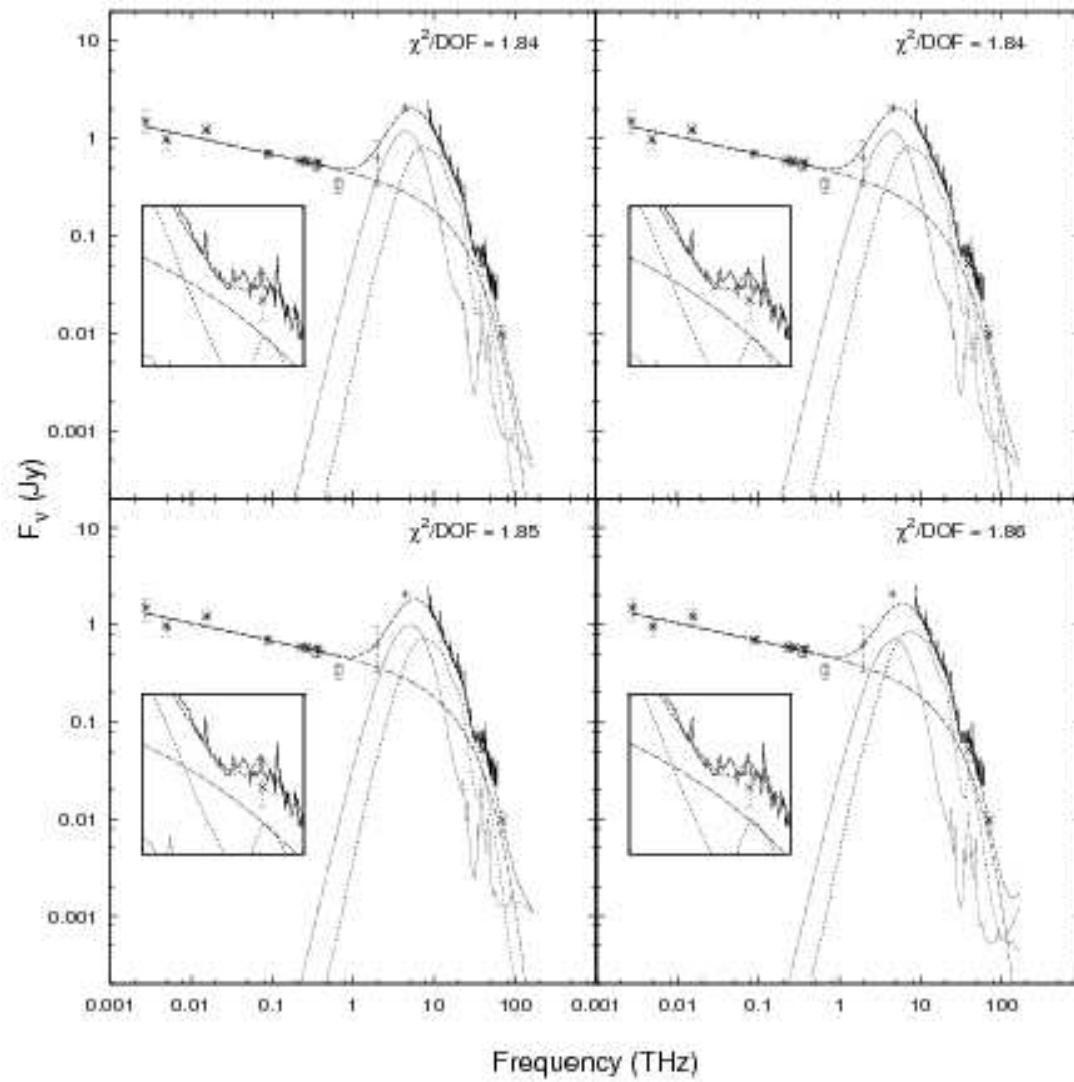 10
χ²/DOF = 1.84
χ²/DOF = 1.84
1
0.1
0.01
0.001
F_ν (Jy)
10
χ²/DOF = 1.85
χ²/DOF = 1.86
1
0.1
0.01
0.001
0.001 0.01 0.1 1 10 100 0.001 0.01 0.1 1 10 100
Frequency (THz)